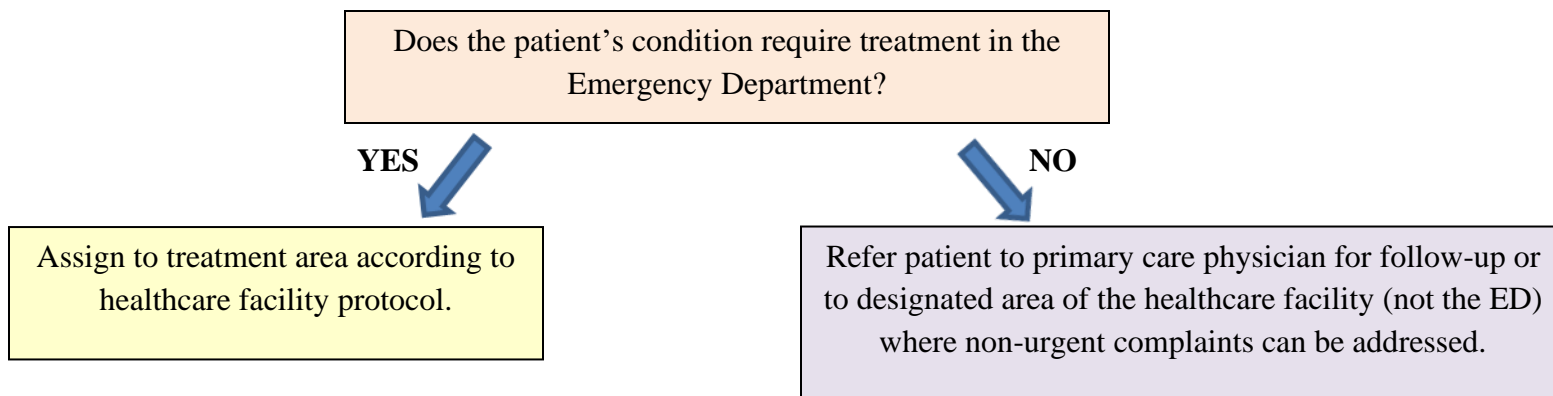 Does the patient’s condition require treatment in the
Emergency Department?
YES
NO
Assign to treatment area according to
healthcare facility protocol.
Refer patient to primary care physician for follow-up or
to designated area of the healthcare facility (not the ED)
where non-urgent complaints can be addressed.